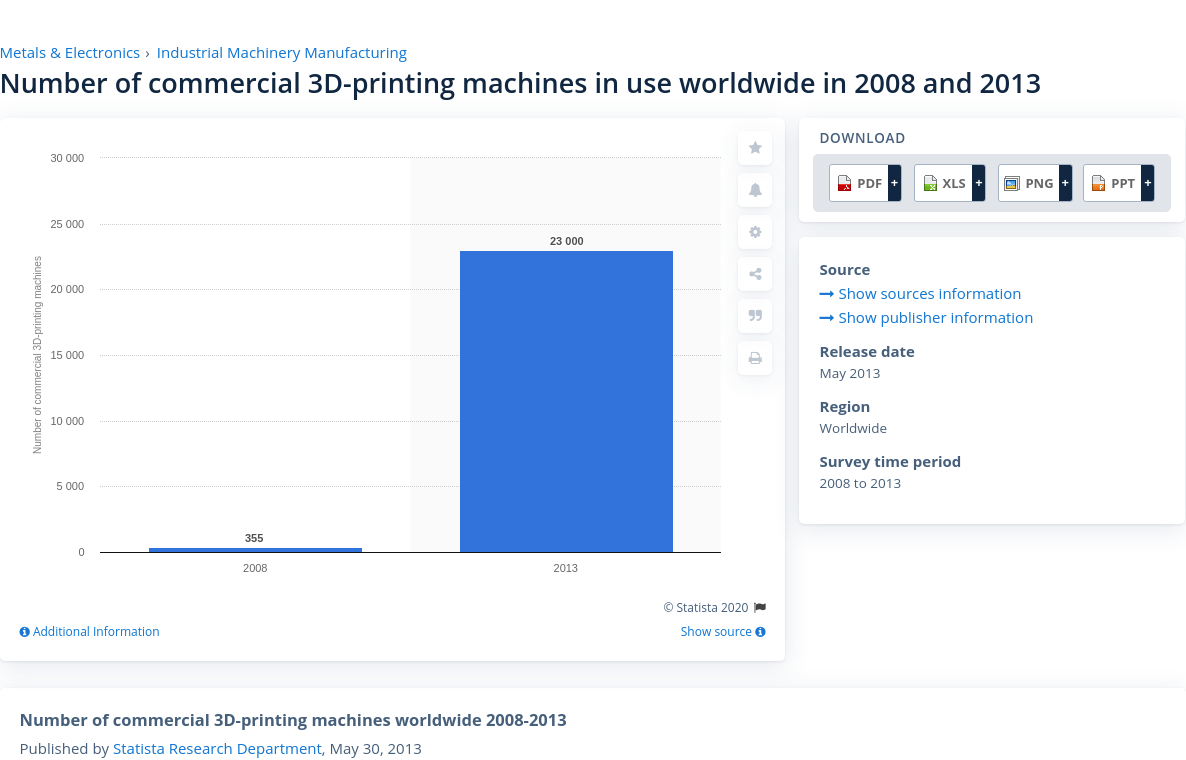 Metals & Electronics › Industrial Machinery Manufacturing
Number of commercial 3D-printing machines in use worldwide in 2008 and 2013
Number of commercial 3D-printing machines
30 000
25 000
20 000
15 000
10 000
5 000
0
355
23 000
2008
2013
© Statista 2020
Additional Information
Show source
DOWNLOAD
PDF +
XLS +
PNG +
PPT +
Source
Show sources information
Show publisher information
Release date
May 2013
Region
Worldwide
Survey time period
2008 to 2013
Number of commercial 3D-printing machines worldwide 2008-2013
Published by Statista Research Department, May 30, 2013